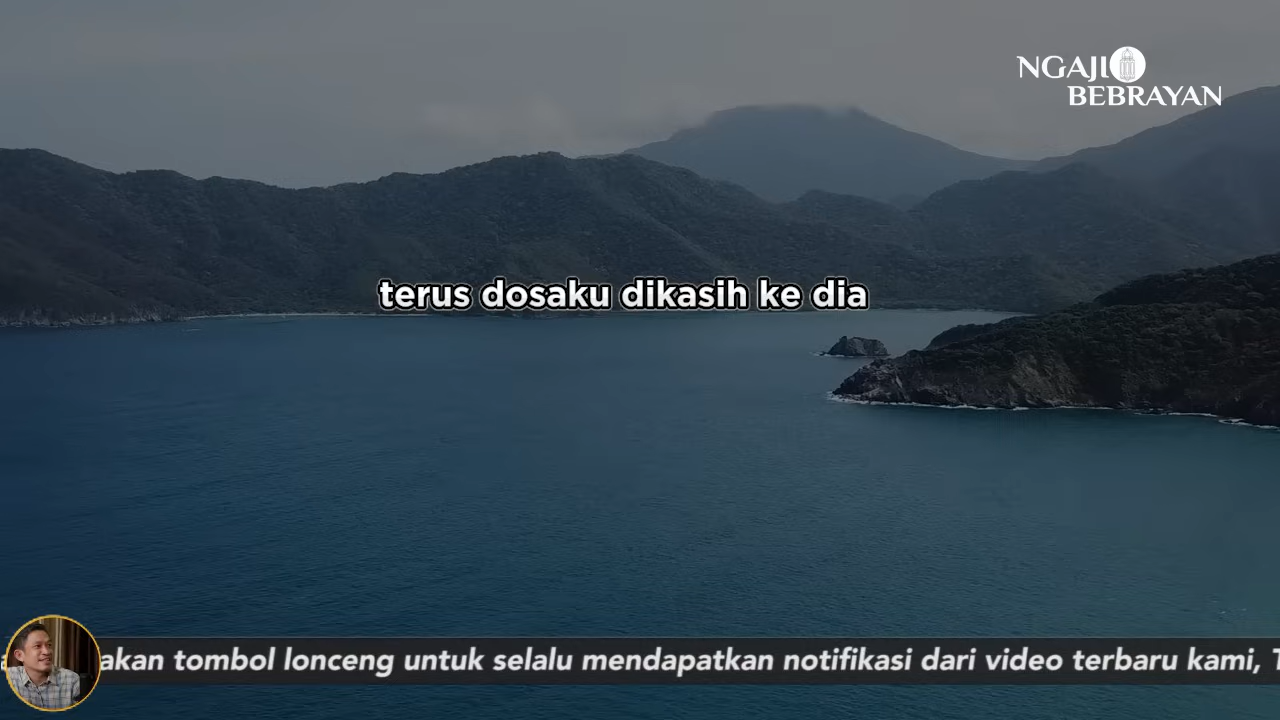 NGAJI
BEBRAYAN
terus dosaku dikasih ke dia
akan tombol lonceng untuk selalu mendapatkan notifikasi dari video terbaru kami,